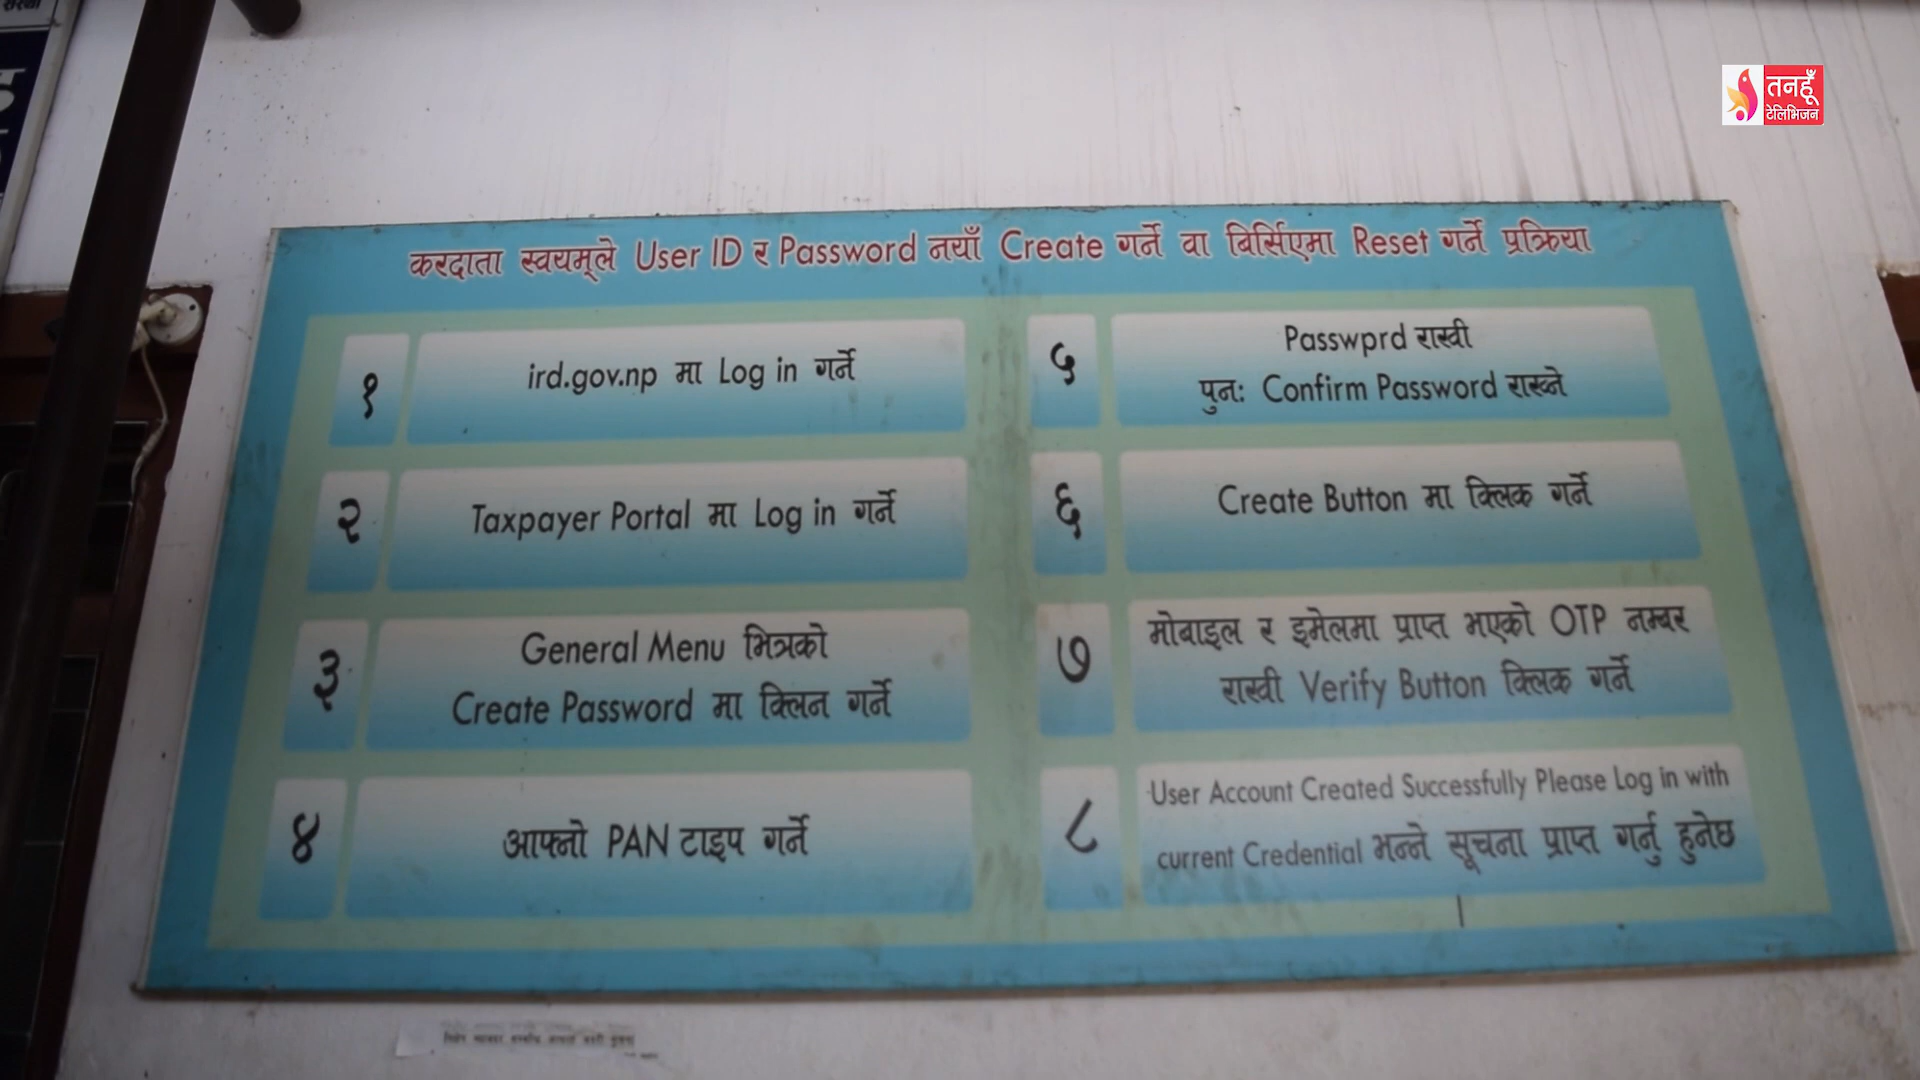 संस्था
तनहूँ
टेलिभिजन
करदाता स्वयम्ले User ID र Password नयाँ Create गर्ने वा बिर्सिएमा Reset गर्ने प्रक्रिया
१
ird.gov.np मा Log in गर्ने
२
Taxpayer Portal मा Log in गर्ने
३
General Menu भित्रको
Create Password मा क्लिन गर्ने
४
आफ्नो PAN टाइप गर्ने
५
Passwprd राखी
पुनः Confirm Password राख्ने
६
Create Button मा क्लिक गर्ने
७
मोबाइल र इमेलमा प्राप्त भएको OTP नम्बर
राखी Verify Button क्लिक गर्ने
८
User Account Created Successfully Please Log in with
current Credential भन्ने सूचना प्राप्त गर्नु हुनेछ